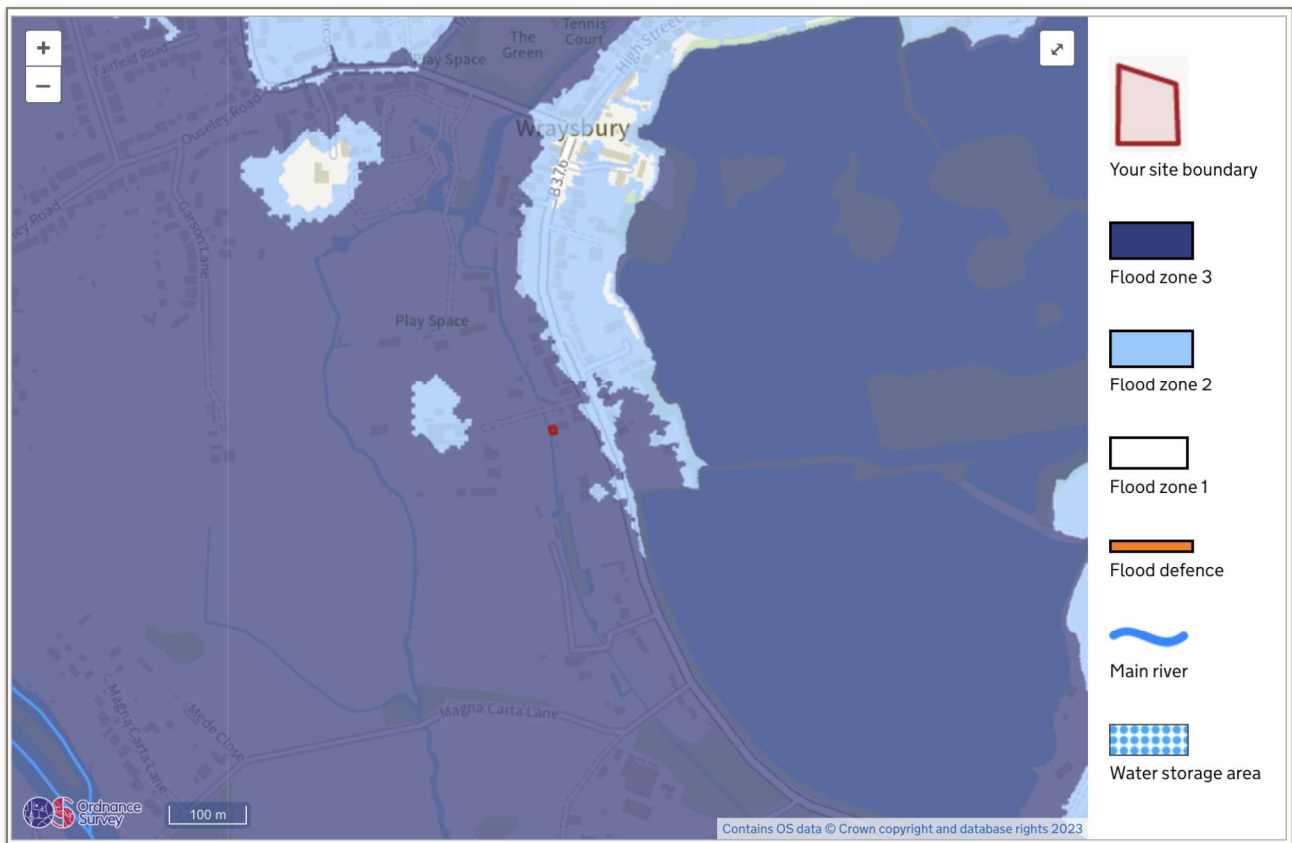 +
−
Fairfield Road
Tennis
Court
The
Green
High Street
Play Space
Ouseley Road
Wraysbury
B376
Garson Lane
Play Space
Magna Carta Lane
Mede Close
Magna Carta Lane
Ordnance
Survey
100 m
Contains OS data © Crown copyright and database rights 2023
Your site boundary
Flood zone 3
Flood zone 2
Flood zone 1
Flood defence
Main river
Water storage area